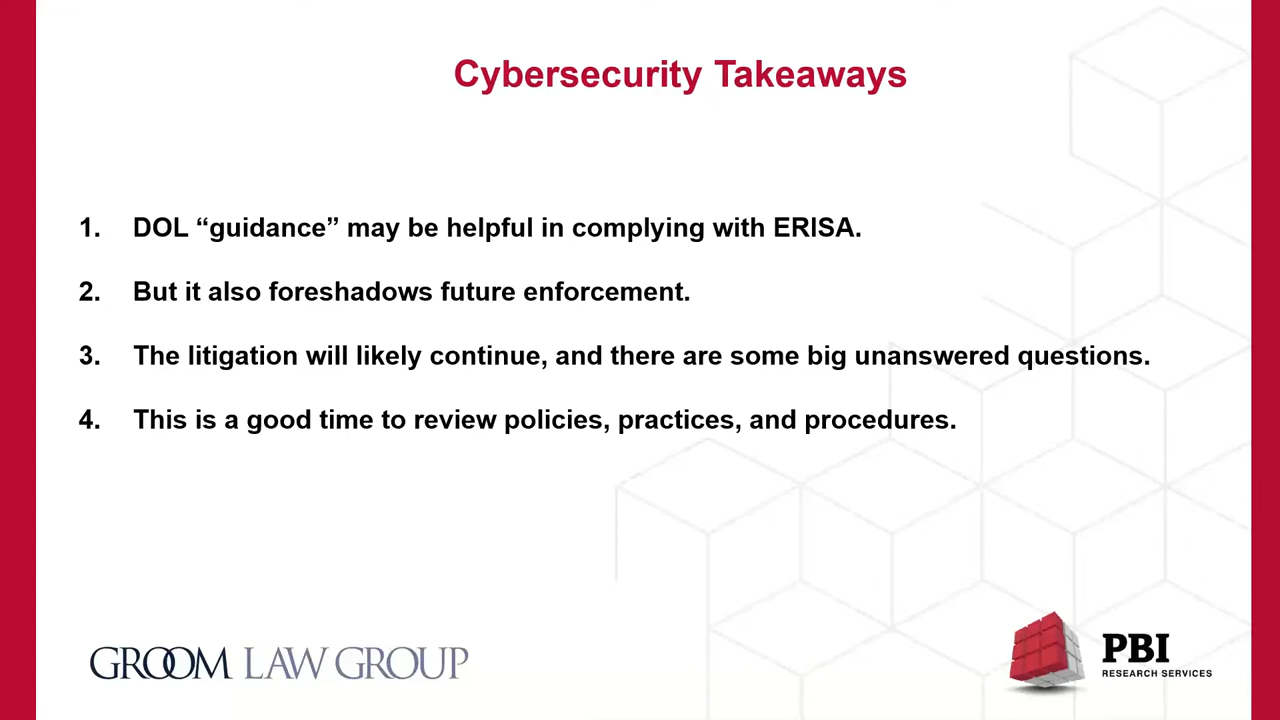 Cybersecurity Takeaways
1. DOL “guidance” may be helpful in complying with ERISA.
2. But it also foreshadows future enforcement.
3. The litigation will likely continue, and there are some big unanswered questions.
4. This is a good time to review policies, practices, and procedures.
GROOM LAW GROUP
PBI
RESEARCH SERVICES